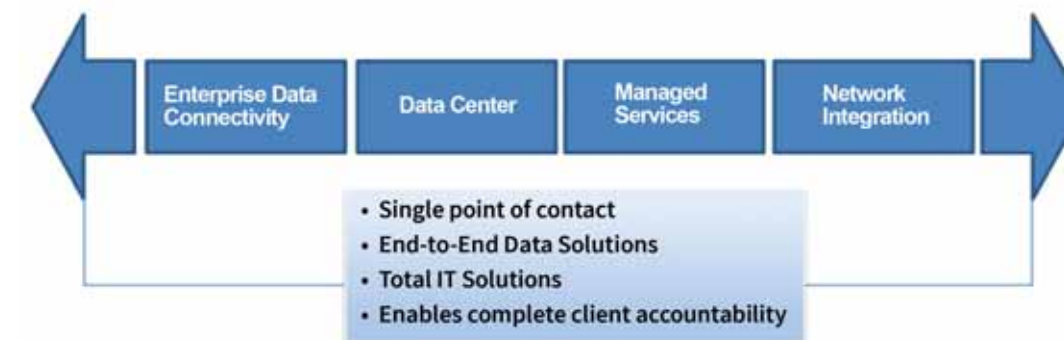 Enterprise Data
Connectivity
Data Center
Managed
Services
Network
Integration
• Single point of contact
• End-to-End Data Solutions
• Total IT Solutions
• Enables complete client accountability